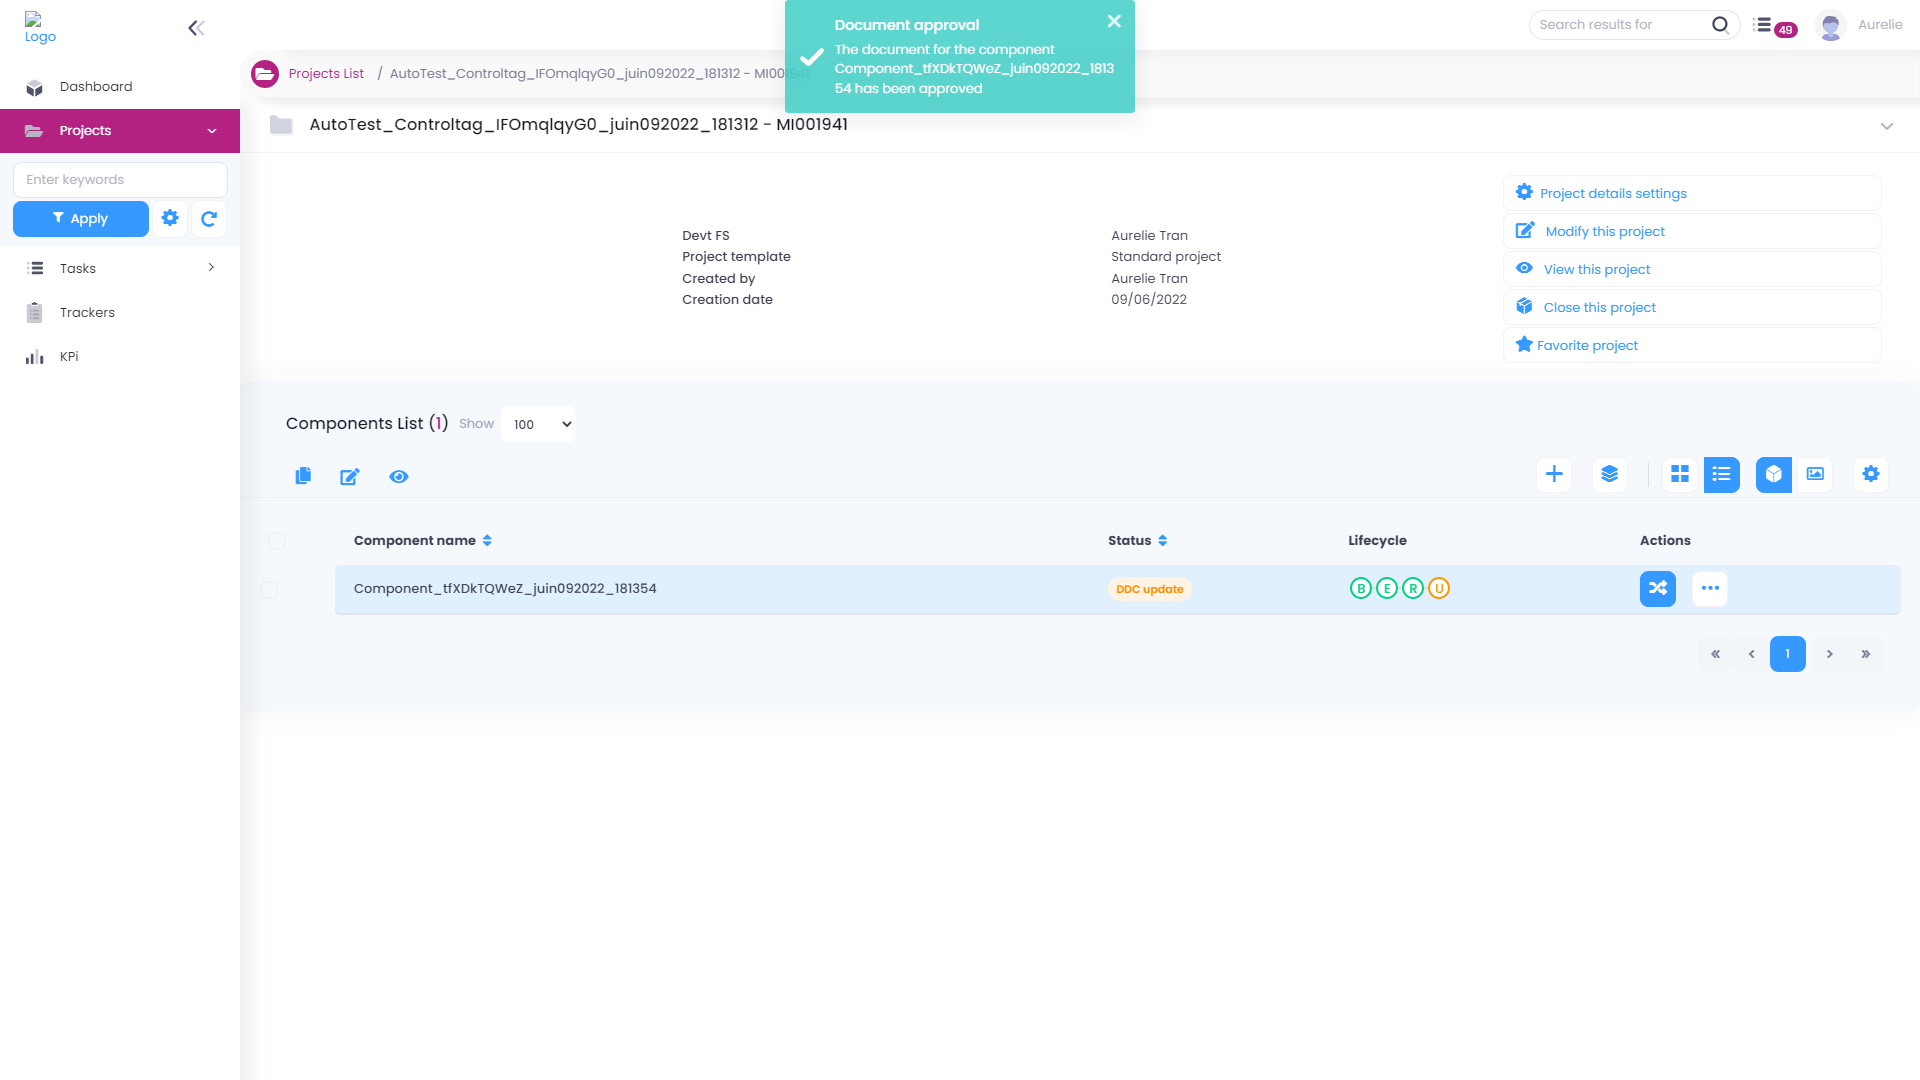 Logo
Dashboard
Projects
Enter keywords
Apply
Tasks
Trackers
KPi
Document approval
The document for the component
Component_tfXDkTQWeZ_juin092022_1813
54 has been approved
Search results for
49
Aurelie
Projects List / AutoTest_Controltag_IFOmqlqyG0_juin092022_181312 - MI001941
AutoTest_Controltag_IFOmqlqyG0_juin092022_181312 - MI001941
Devt FS Aurelie Tran
Project template Standard project
Created by Aurelie Tran
Creation date 09/06/2022
Project details settings
Modify this project
View this project
Close this project
Favorite project
Components List (1) Show 100
Component name Status Lifecycle Actions
Component_tfXDkTQWeZ_juin092022_181354 DDC update B E R U
« ‹ 1 › »